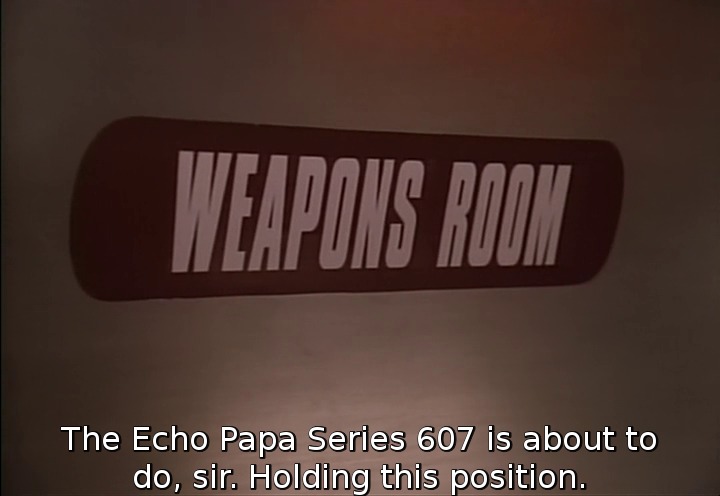 WEAPONS ROOM
The Echo Papa Series 607 is about to
do, sir. Holding this position.